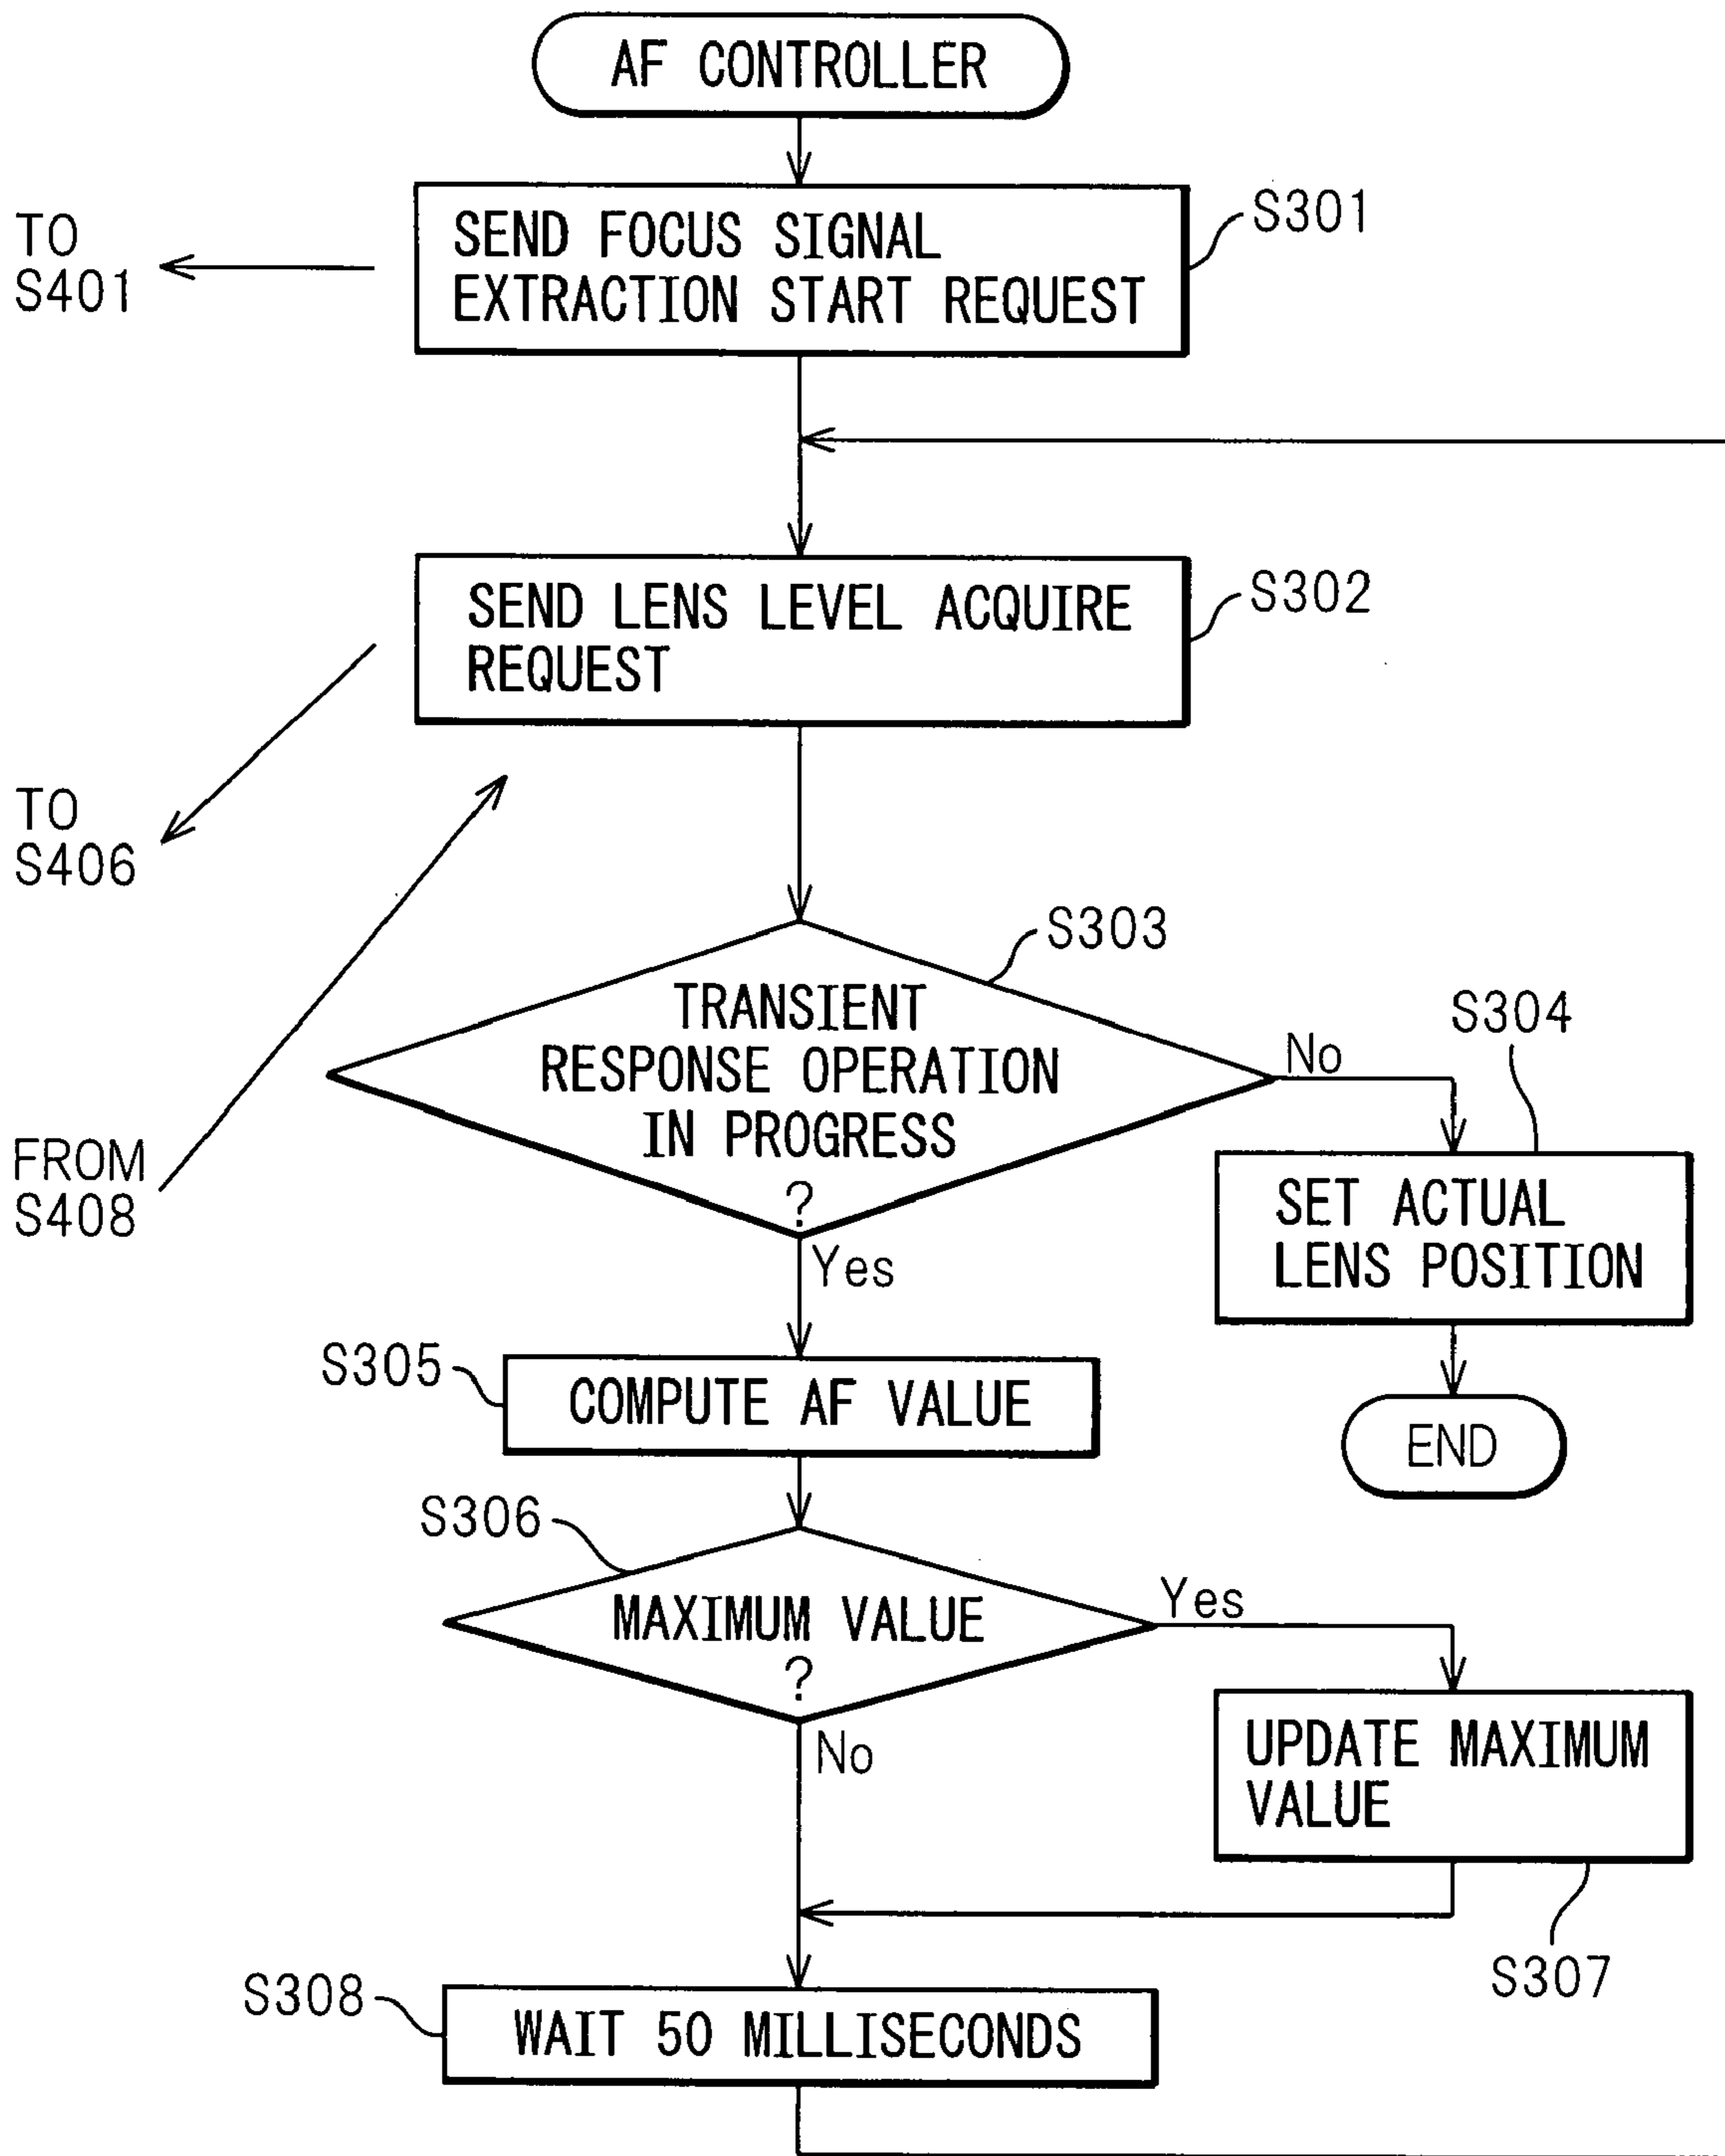 AF CONTROLLER
S301
SEND FOCUS SIGNAL
EXTRACTION START REQUEST
TO
S401
S302
SEND LENS LEVEL ACQUIRE
REQUEST
TO
S406
FROM
S408
S303
TRANSIENT
RESPONSE OPERATION
IN PROGRESS
?
No
S304
SET ACTUAL
LENS POSITION
END
Yes
S305
COMPUTE AF VALUE
S306
MAXIMUM VALUE
?
Yes
UPDATE MAXIMUM
VALUE
S307
No
S308
WAIT 50 MILLISECONDS